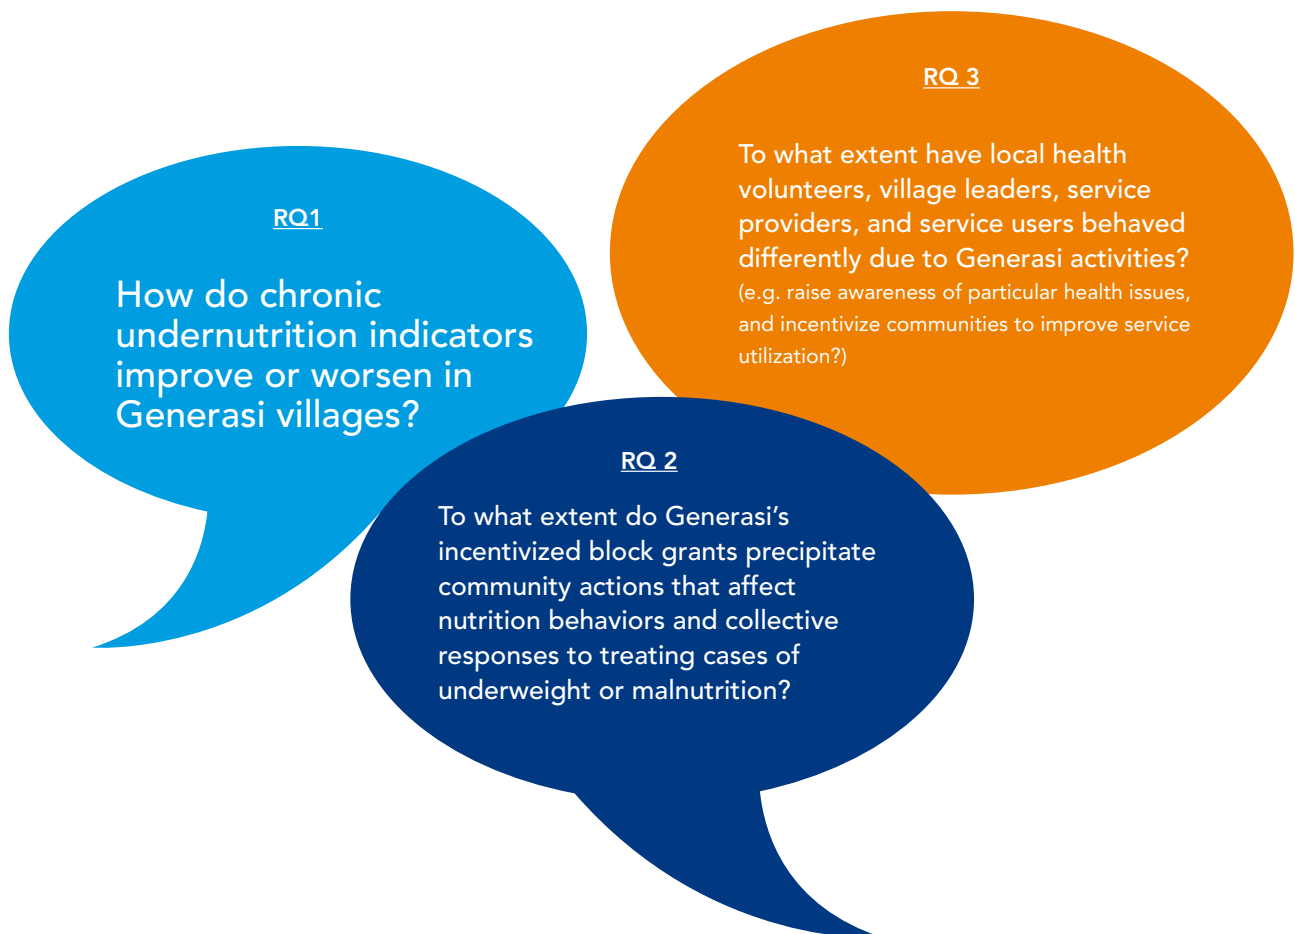 RQ1
How do chronic
undernutrition indicators
improve or worsen in
Generasi villages?
RQ 2
To what extent do Generasi’s
incentivized block grants precipitate
community actions that affect
nutrition behaviors and collective
responses to treating cases of
underweight or malnutrition?
RQ 3
To what extent have local health
volunteers, village leaders, service
providers, and service users behaved
differently due to Generasi activities?
(e.g. raise awareness of particular health issues,
and incentivize communities to improve service
utilization?)